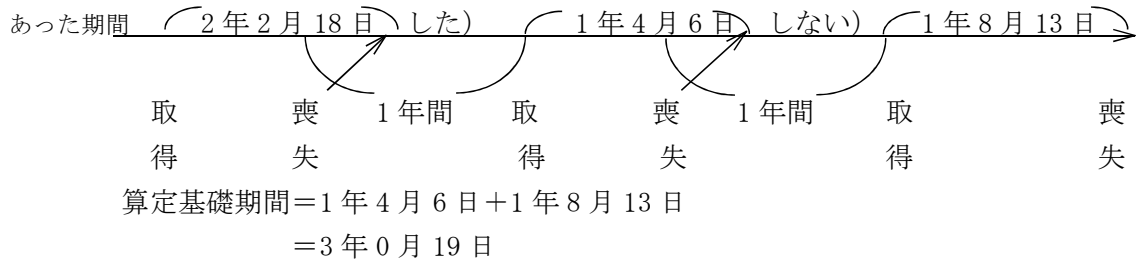 あった期間 2年2月18日 した） 1年4月6日 しない） 1年8月13日
取 喪 1年間 取 喪 1年間 取 喪
得 失 得 失 得 失
算定基礎期間＝1年4月6日＋1年8月13日
＝3年0月19日